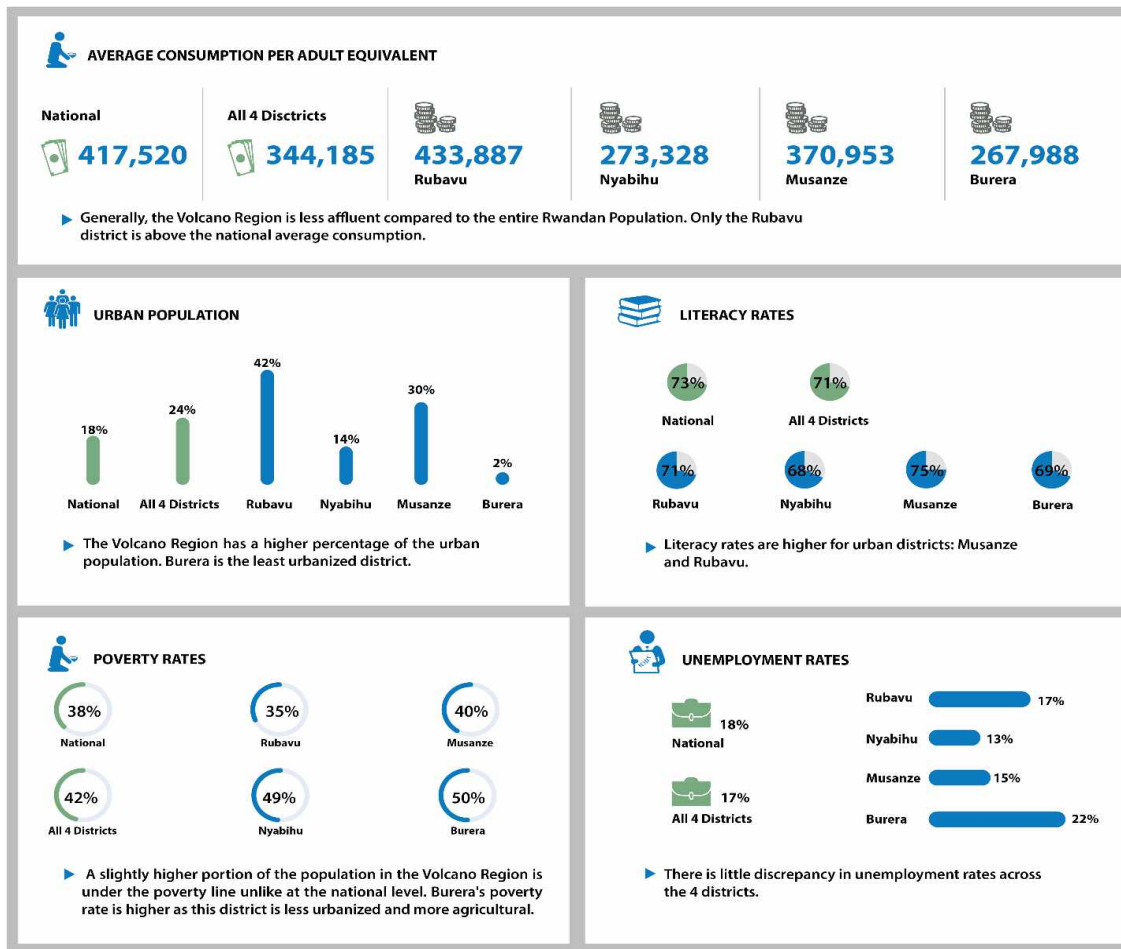 AVERAGE CONSUMPTION PER ADULT EQUIVALENT
National
417,520
All 4 Disctricts
344,185
433,887
Rubavu
273,328
Nyabihu
370,953
Musanze
267,988
Burera
Generally, the Volcano Region is less affluent compared to the entire Rwandan Population. Only the Rubavu
district is above the national average consumption.
URBAN POPULATION
18%
24%
42%
14%
30%
2%
National
All 4 Districts
Rubavu
Nyabihu
Musanze
Burera
The Volcano Region has a higher percentage of the urban
population. Burera is the least urbanized district.
LITERACY RATES
73%
National
71%
All 4 Districts
71%
Rubavu
68%
Nyabihu
75%
Musanze
69%
Burera
Literacy rates are higher for urban districts: Musanze
and Rubavu.
POVERTY RATES
38%
National
35%
Rubavu
40%
Musanze
42%
All 4 Districts
49%
Nyabihu
50%
Burera
A slightly higher portion of the population in the Volcano Region is
under the poverty line unlike at the national level. Burera's poverty
rate is higher as this district is less urbanized and more agricultural.
UNEMPLOYMENT RATES
18%
National
17%
All 4 Districts
Rubavu 17%
Nyabihu 13%
Musanze 15%
Burera 22%
There is little discrepancy in unemployment rates across
the 4 districts.